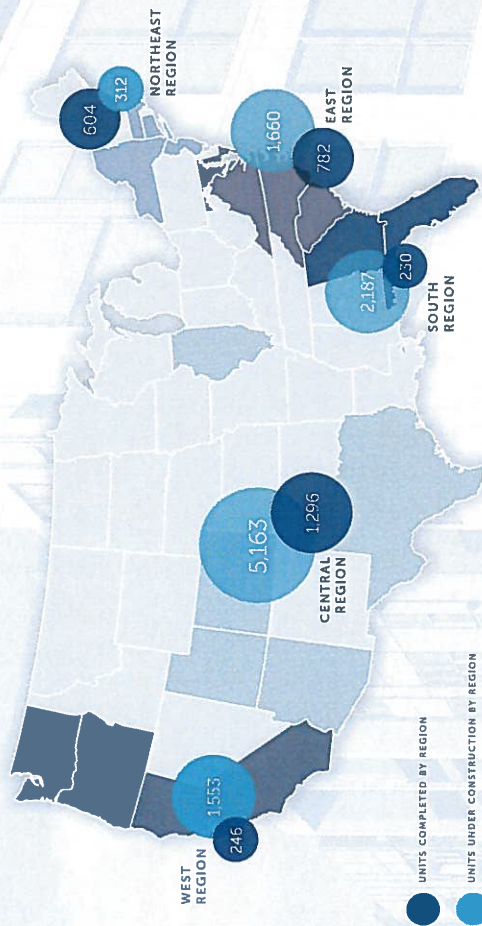 604
312
NORTHEAST
REGION
1,660
782
EAST
REGION
2,187
230
SOUTH
REGION
5,163
1,296
CENTRAL
REGION
WEST
REGION
1,553
246
UNITS COMPLETED BY REGION
UNITS UNDER CONSTRUCTION BY REGION